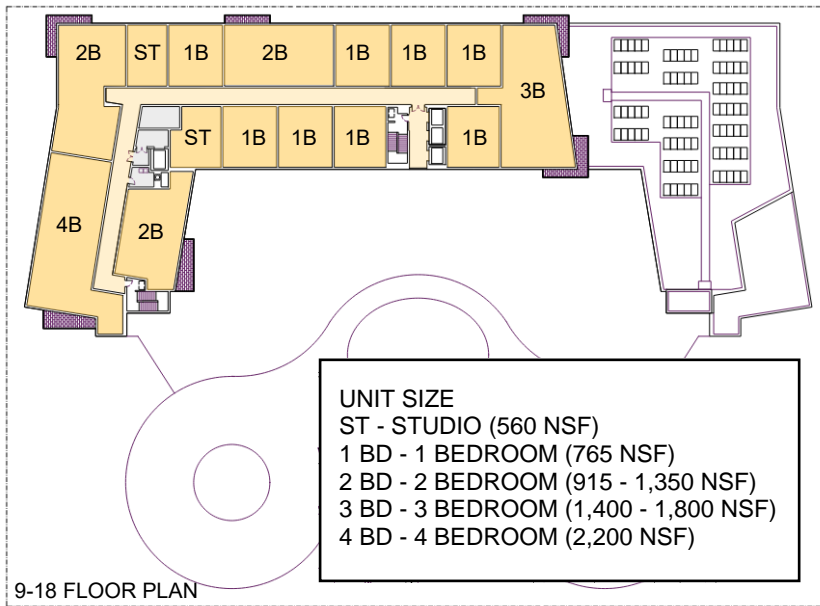 2B ST 1B 2B 1B 1B 1B
3B
ST 1B 1B 1B 1B
4B
2B
UNIT SIZE
ST - STUDIO (560 NSF)
1 BD - 1 BEDROOM (765 NSF)
2 BD - 2 BEDROOM (915 - 1,350 NSF)
3 BD - 3 BEDROOM (1,400 - 1,800 NSF)
4 BD - 4 BEDROOM (2,200 NSF)
9-18 FLOOR PLAN